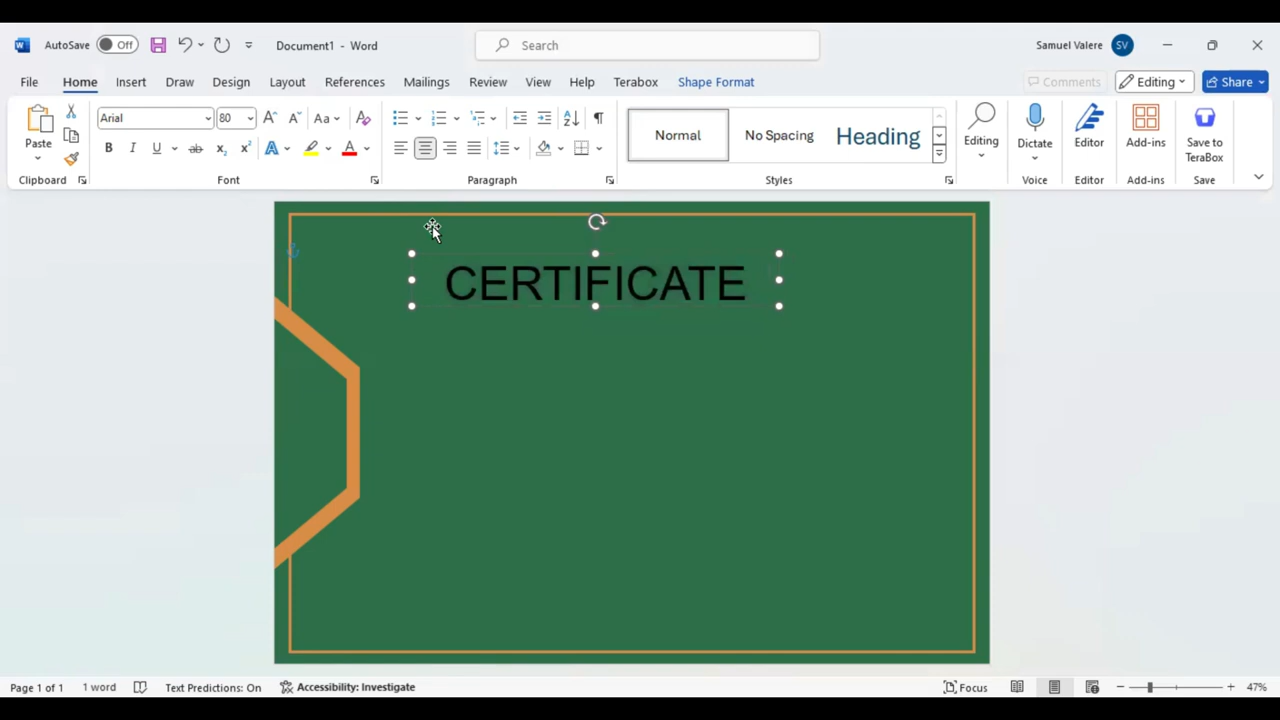 AutoSave Off Document1 - Word Search Samuel Valere SV
File Home Insert Draw Design Layout References Mailings Review View Help Terabox Shape Format Comments Editing Share
Arial 80 Aa Normal No Spacing Heading
Paste Editing Dictate Editor Add-ins Save to TeraBox
Clipboard Font Paragraph Styles Voice Editor Add-ins Save
CERTIFICATE
Page 1 of 1 1 word Text Predictions: On Accessibility: Investigate Focus 47%